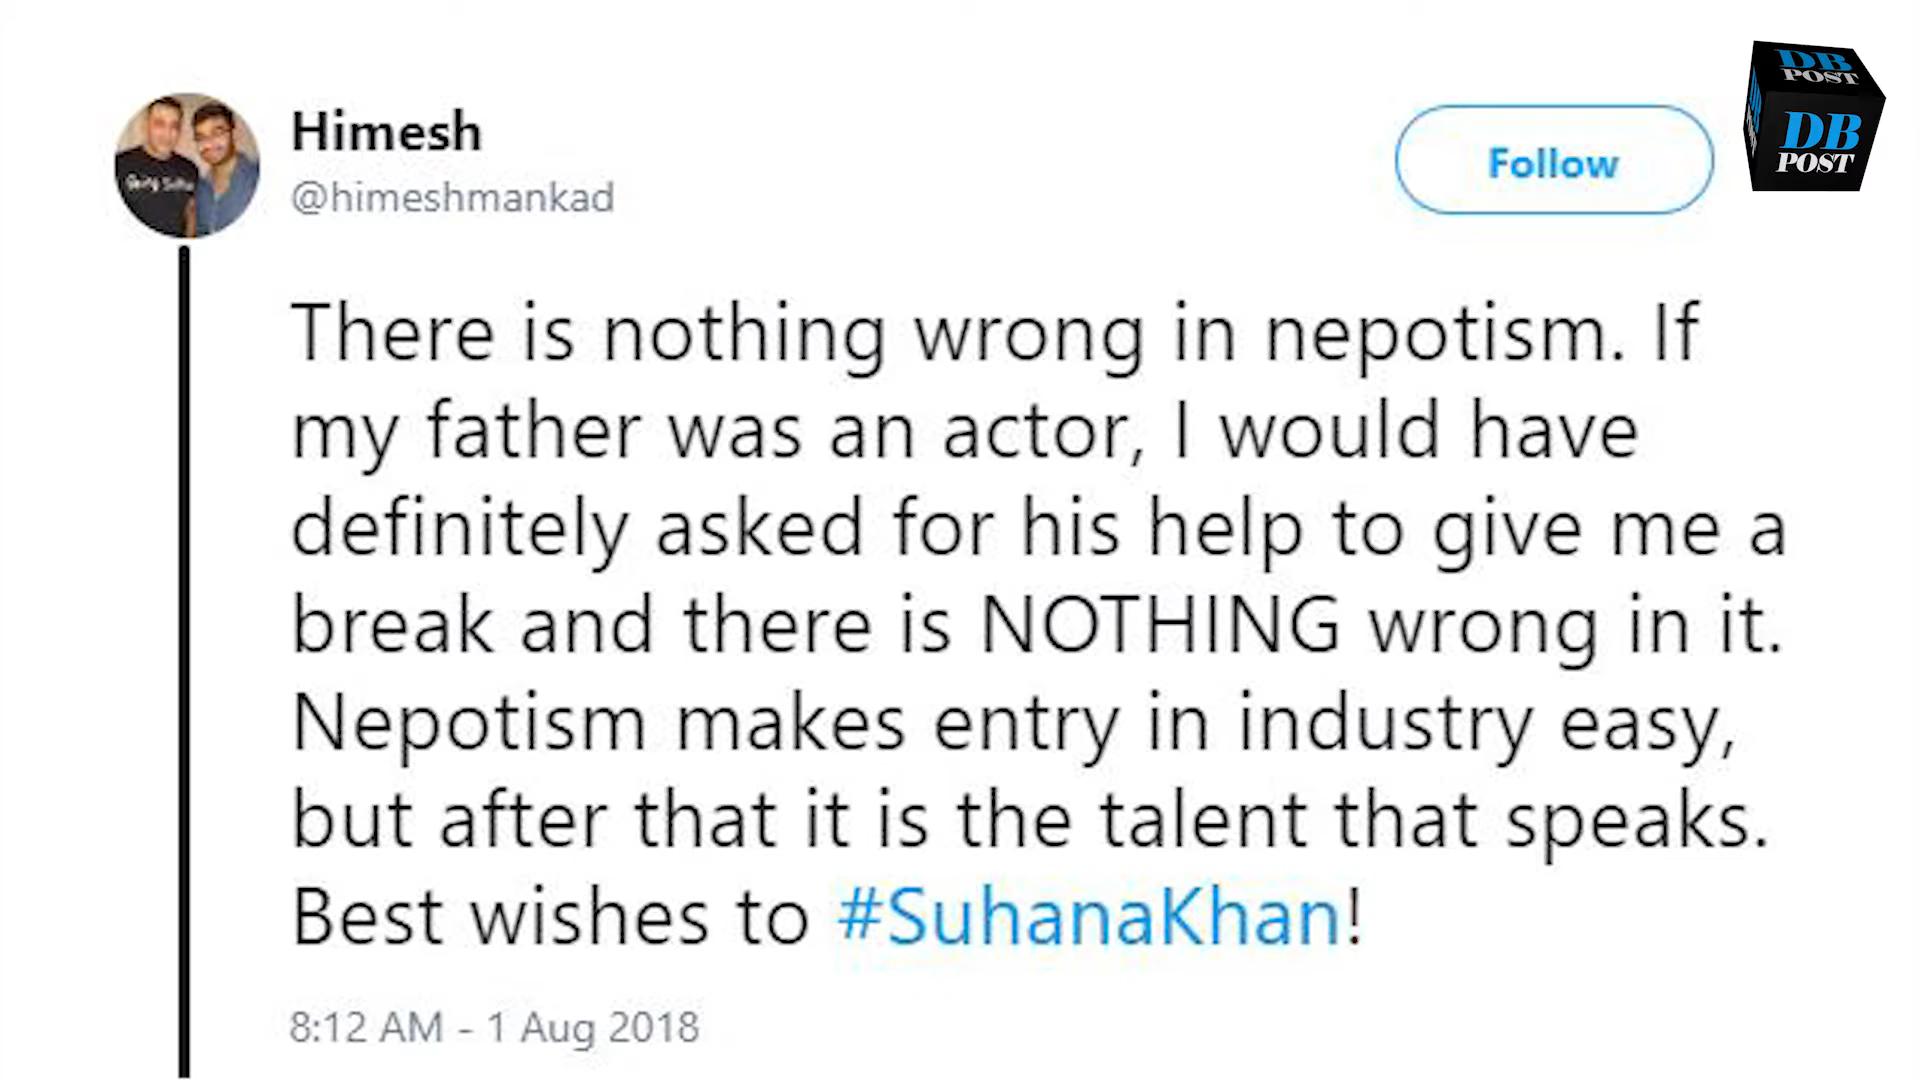 Himesh
@himeshmankad
Follow
DB
POST
DB
POST
There is nothing wrong in nepotism. If
my father was an actor, I would have
definitely asked for his help to give me a
break and there is NOTHING wrong in it.
Nepotism makes entry in industry easy,
but after that it is the talent that speaks.
Best wishes to #SuhanaKhan!
8:12 AM - 1 Aug 2018